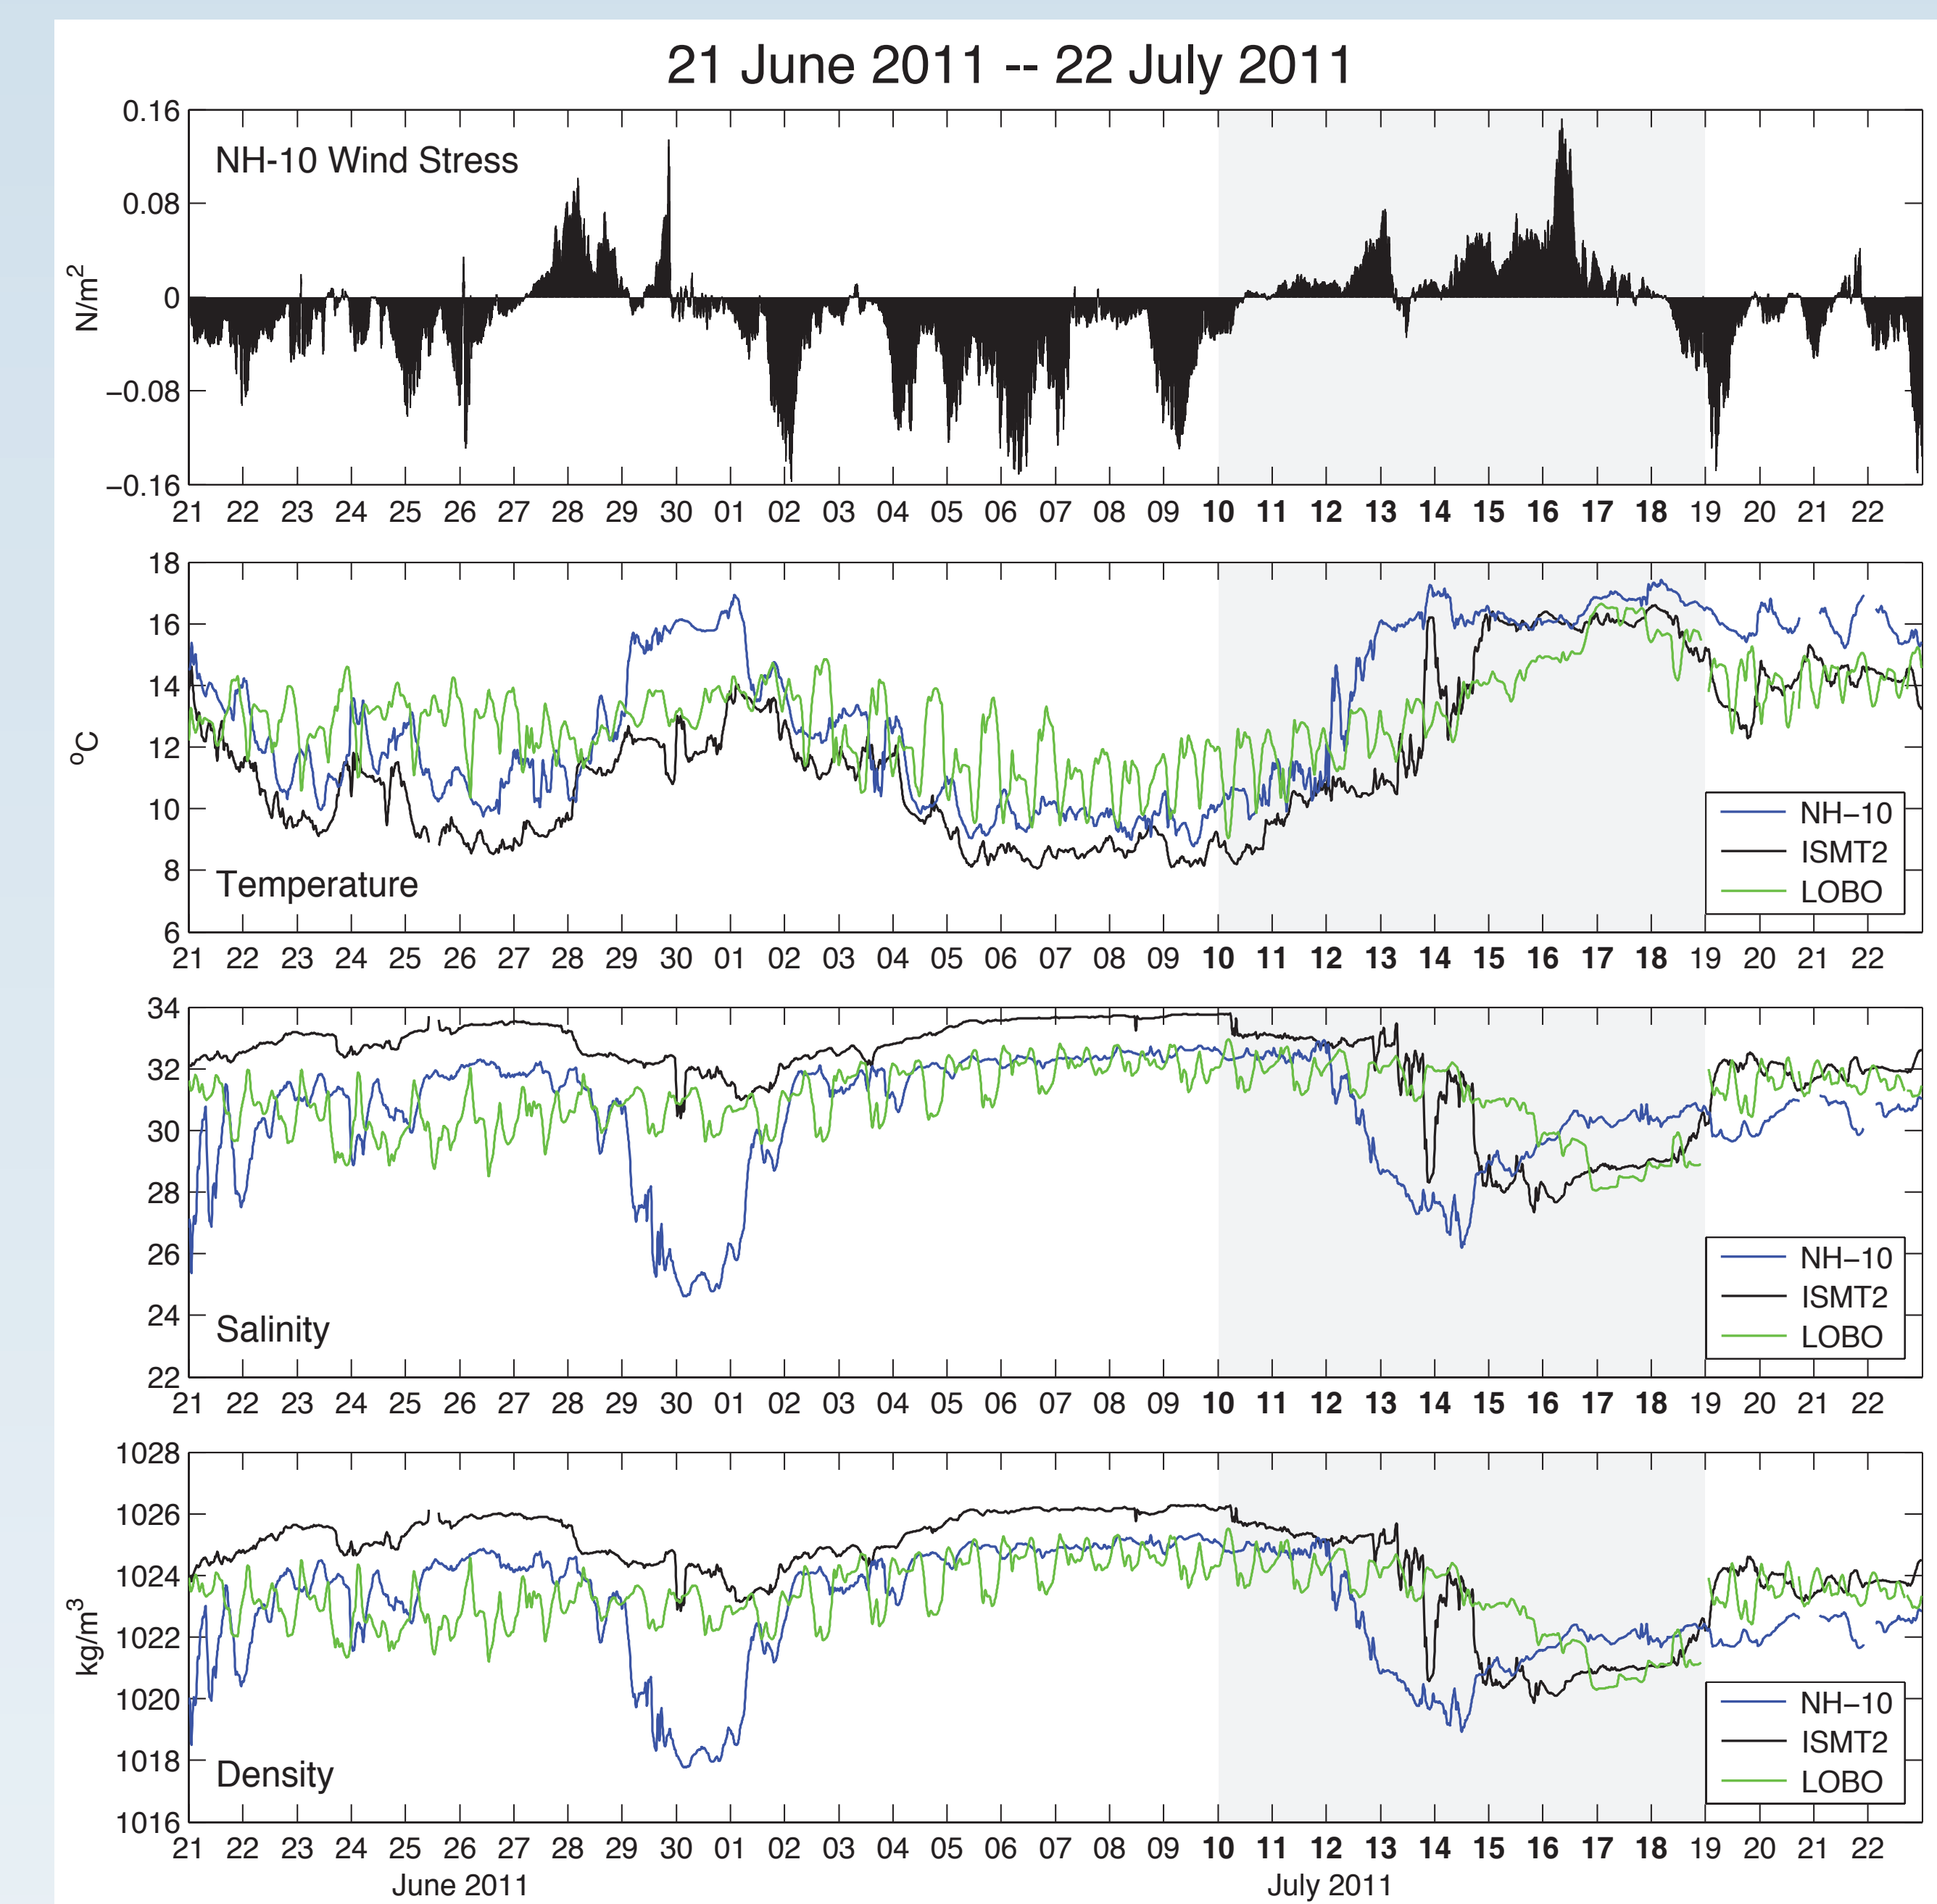 21 June 2011 -- 22 July 2011
NH-10 Wind Stress
N/m2
0.16
0.08
0
−0.08
−0.16
21 22 23 24 25 26 27 28 29 30 01 02 03 04 05 06 07 08 09 10 11 12 13 14 15 16 17 18 19 20 21 22
18
16
14
12
10
8
6
oC
Temperature
NH−10
ISMT2
LOBO
21 22 23 24 25 26 27 28 29 30 01 02 03 04 05 06 07 08 09 10 11 12 13 14 15 16 17 18 19 20 21 22
34
32
30
28
26
24
22
Salinity
NH−10
ISMT2
LOBO
21 22 23 24 25 26 27 28 29 30 01 02 03 04 05 06 07 08 09 10 11 12 13 14 15 16 17 18 19 20 21 22
1028
1026
1024
1022
1020
1018
1016
kg/m3
Density
NH−10
ISMT2
LOBO
21 22 23 24 25 26 27 28 29 30 01 02 03 04 05 06 07 08 09 10 11 12 13 14 15 16 17 18 19 20 21 22
June 2011 July 2011